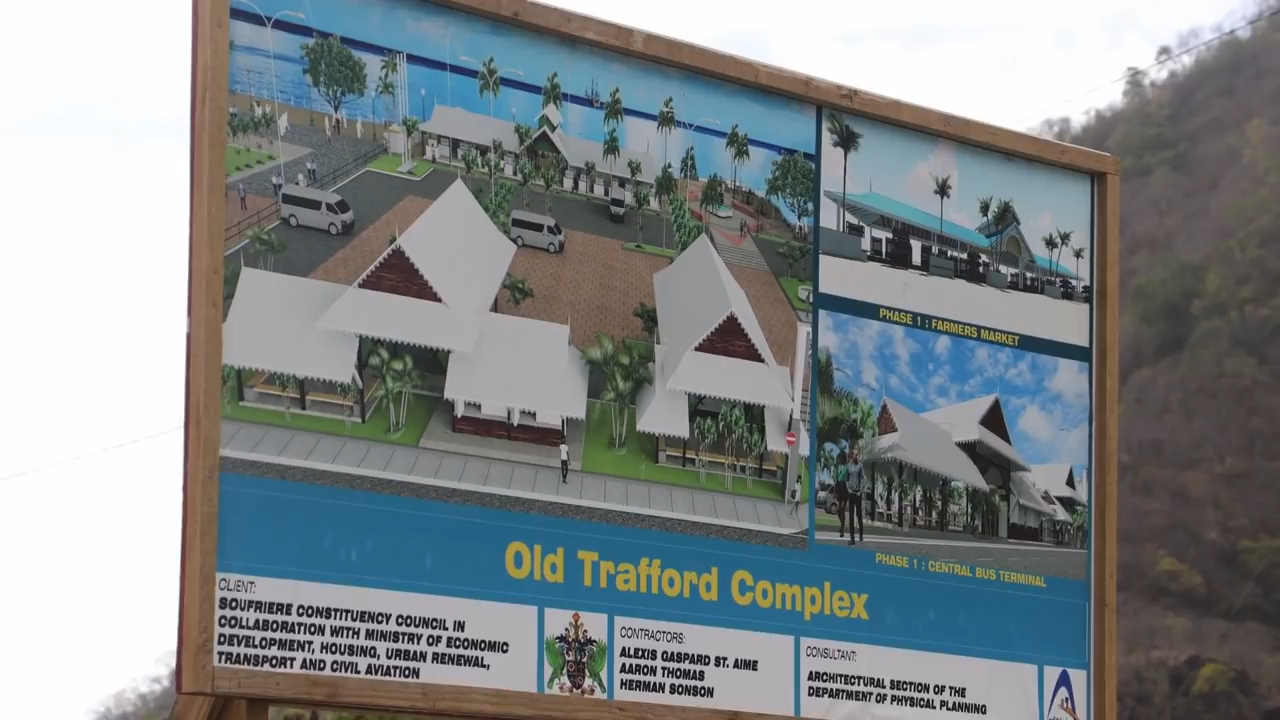 PHASE 1 : FARMERS MARKET
PHASE 1 : CENTRAL BUS TERMINAL
Old Trafford Complex
CLIENT:
SOUFRIERE CONSTITUENCY COUNCIL IN
COLLABORATION WITH MINISTRY OF ECONOMIC
DEVELOPMENT, HOUSING, URBAN RENEWAL,
TRANSPORT AND CIVIL AVIATION
CONTRACTORS:
ALEXIS GASPARD ST. AIME
AARON THOMAS
HERMAN SONSON
CONSULTANT:
ARCHITECTURAL SECTION OF THE
DEPARTMENT OF PHYSICAL PLANNING